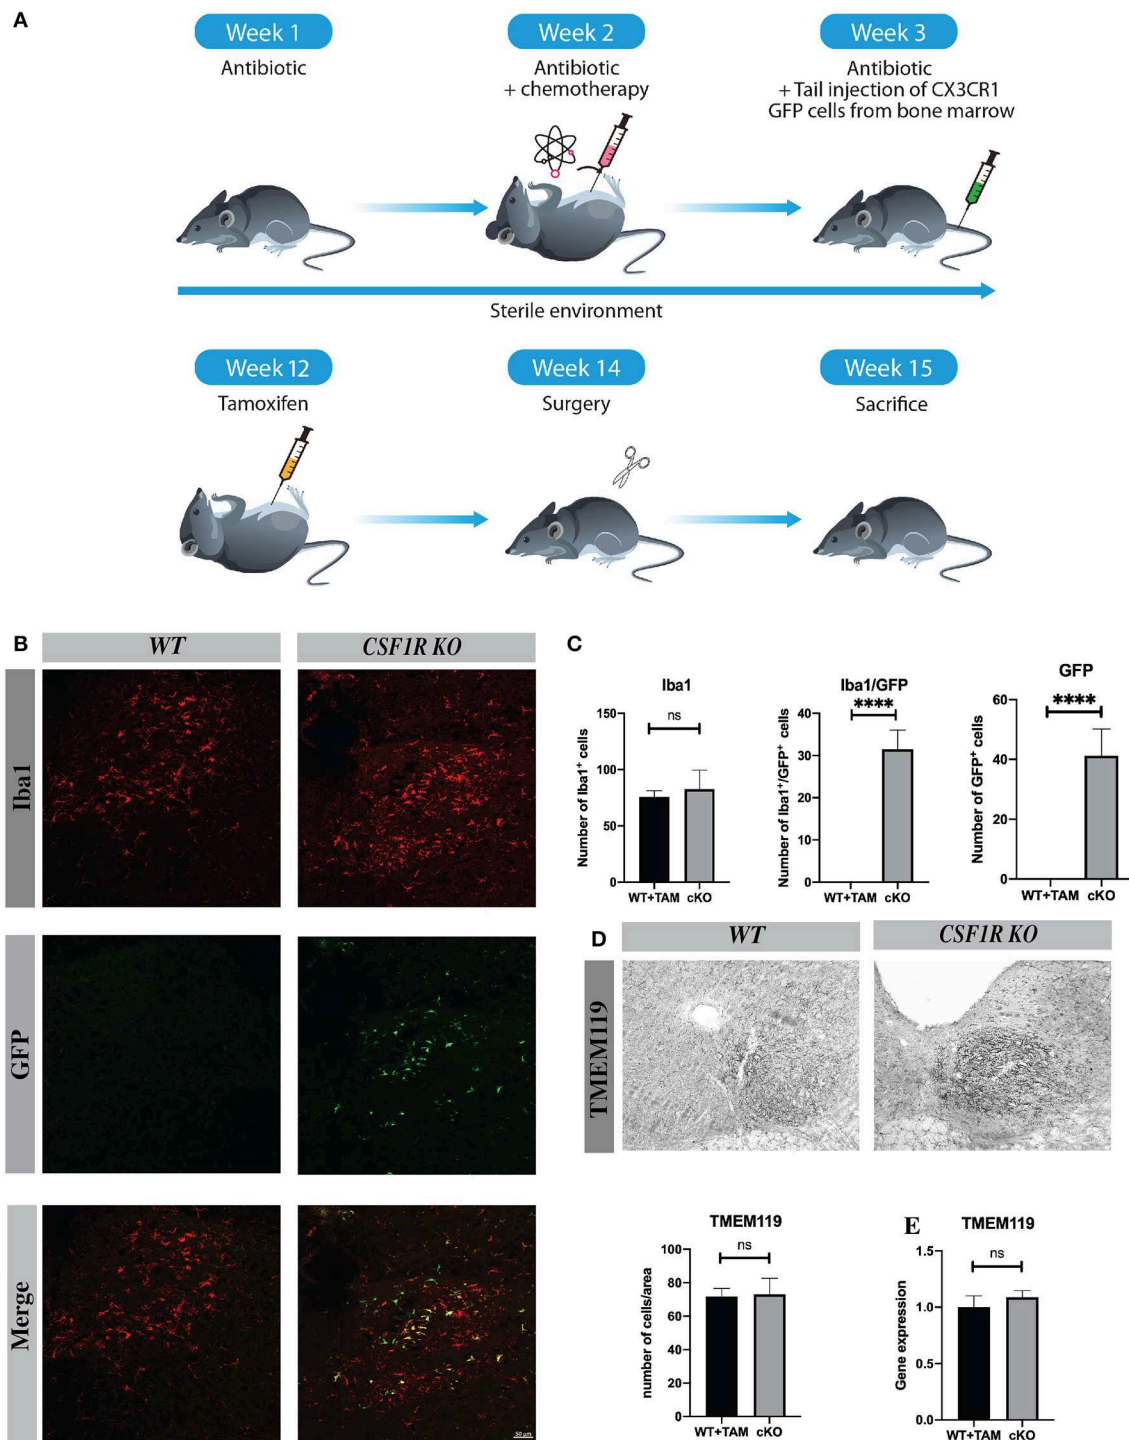 A
Week 1
Antibiotic
Week 2
Antibiotic
+ chemotherapy
Week 3
Antibiotic
+ Tail injection of CX3CR1
GFP cells from bone marrow
Sterile environment
Week 12
Tamoxifen
Week 14
Surgery
Week 15
Sacrifice
B
WT
CSF1R KO
Iba1
GFP
Merge
50 µm
C
Iba1
ns
Number of Iba1⁺ cells
150
100
50
0
WT+TAM cKO
Iba1/GFP
****
Number of Iba1⁺/GFP⁺ cells
40
30
20
10
0
WT+TAM cKO
GFP
****
Number of GFP⁺ cells
60
40
20
0
WT+TAM cKO
D
WT
CSF1R KO
TMEM119
TMEM119
ns
number of cells/area
100
80
60
40
20
0
WT+TAM cKO
E
TMEM119
ns
Gene expression
1.5
1.0
0.5
0.0
WT+TAM cKO